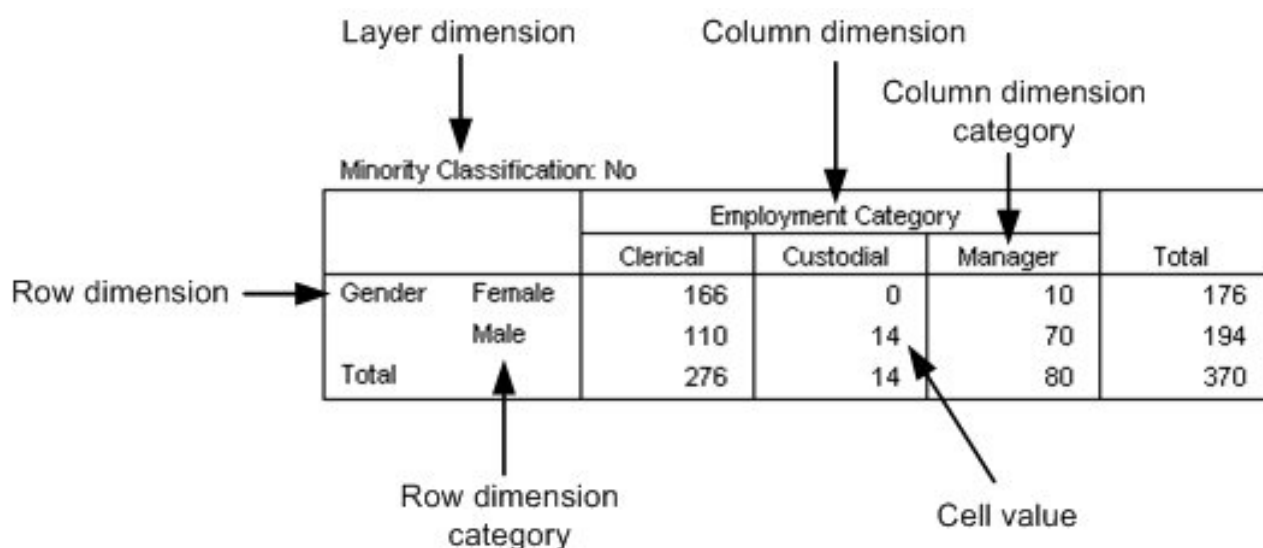 Layer dimension
Column dimension
Column dimension
category
Minority Classification: No
Employment Category
Clerical Custodial Manager Total
Row dimension
Gender Female 166 0 10 176
Male 110 14 70 194
Total 276 14 80 370
Row dimension
category
Cell value